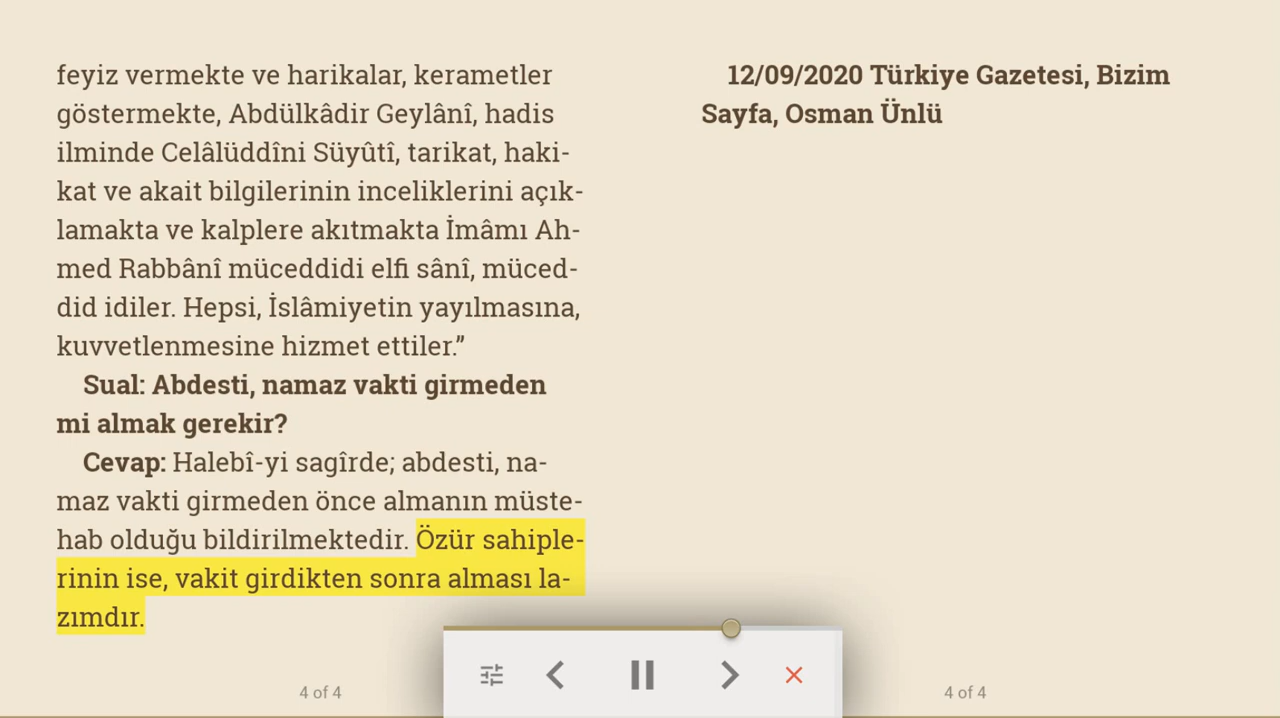 feyiz vermekte ve harikalar, kerametler
göstermekte, Abdülkâdir Geylânî, hadis
ilminde Celâlüddîni Süyûtî, tarikat, haki-
kat ve akait bilgilerinin inceliklerini açık-
lamakta ve kalplere akıtmakta İmâmı Ah-
med Rabbânî müceddidi elfi sânî, müced-
did idiler. Hepsi, İslâmiyetin yayılmasına,
kuvvetlenmesine hizmet ettiler.”
Sual: Abdesti, namaz vakti girmeden
mi almak gerekir?
Cevap: Halebî-yi sagîrde; abdesti, na-
maz vakti girmeden önce almanın müste-
hab olduğu bildirilmektedir. Özür sahiple-
rinin ise, vakit girdikten sonra alması la-
zımdır.
4 of 4
12/09/2020 Türkiye Gazetesi, Bizim
Sayfa, Osman Ünlü
4 of 4